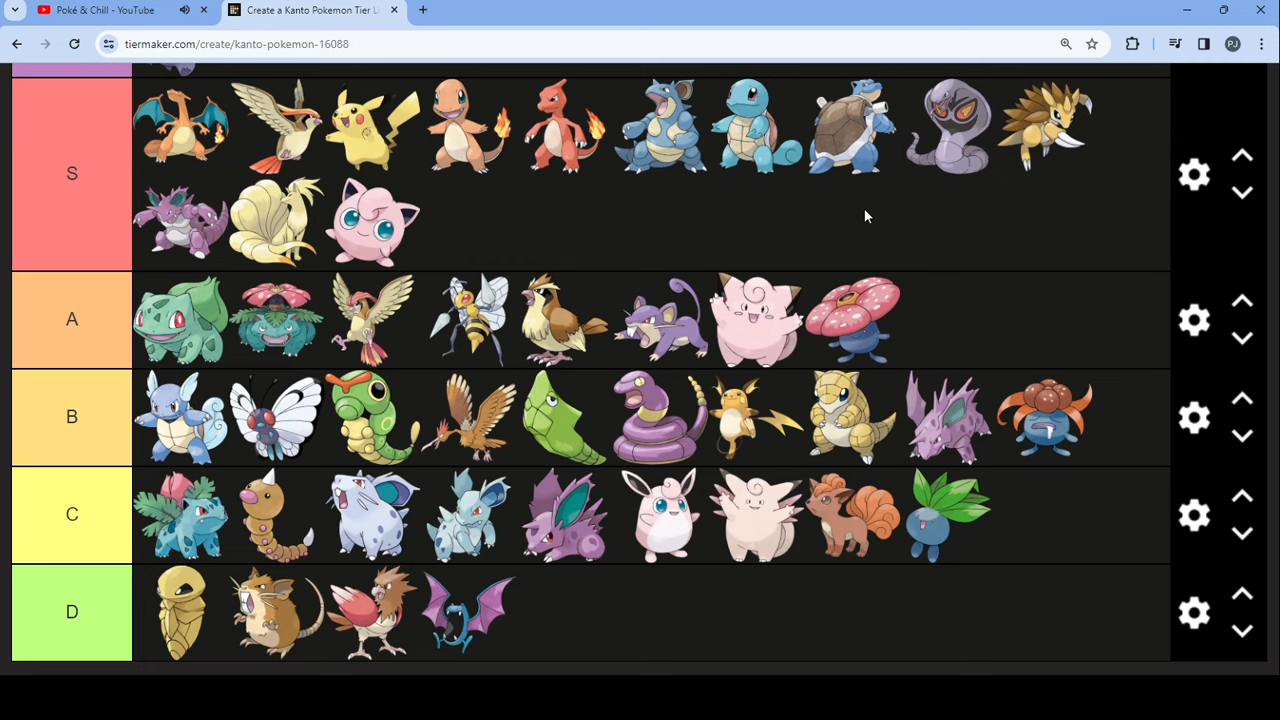 Poké & Chill - YouTube
Create a Kanto Pokemon Tier L
tiermaker.com/create/kanto-pokemon-16088
PJ
S
A
B
C
D